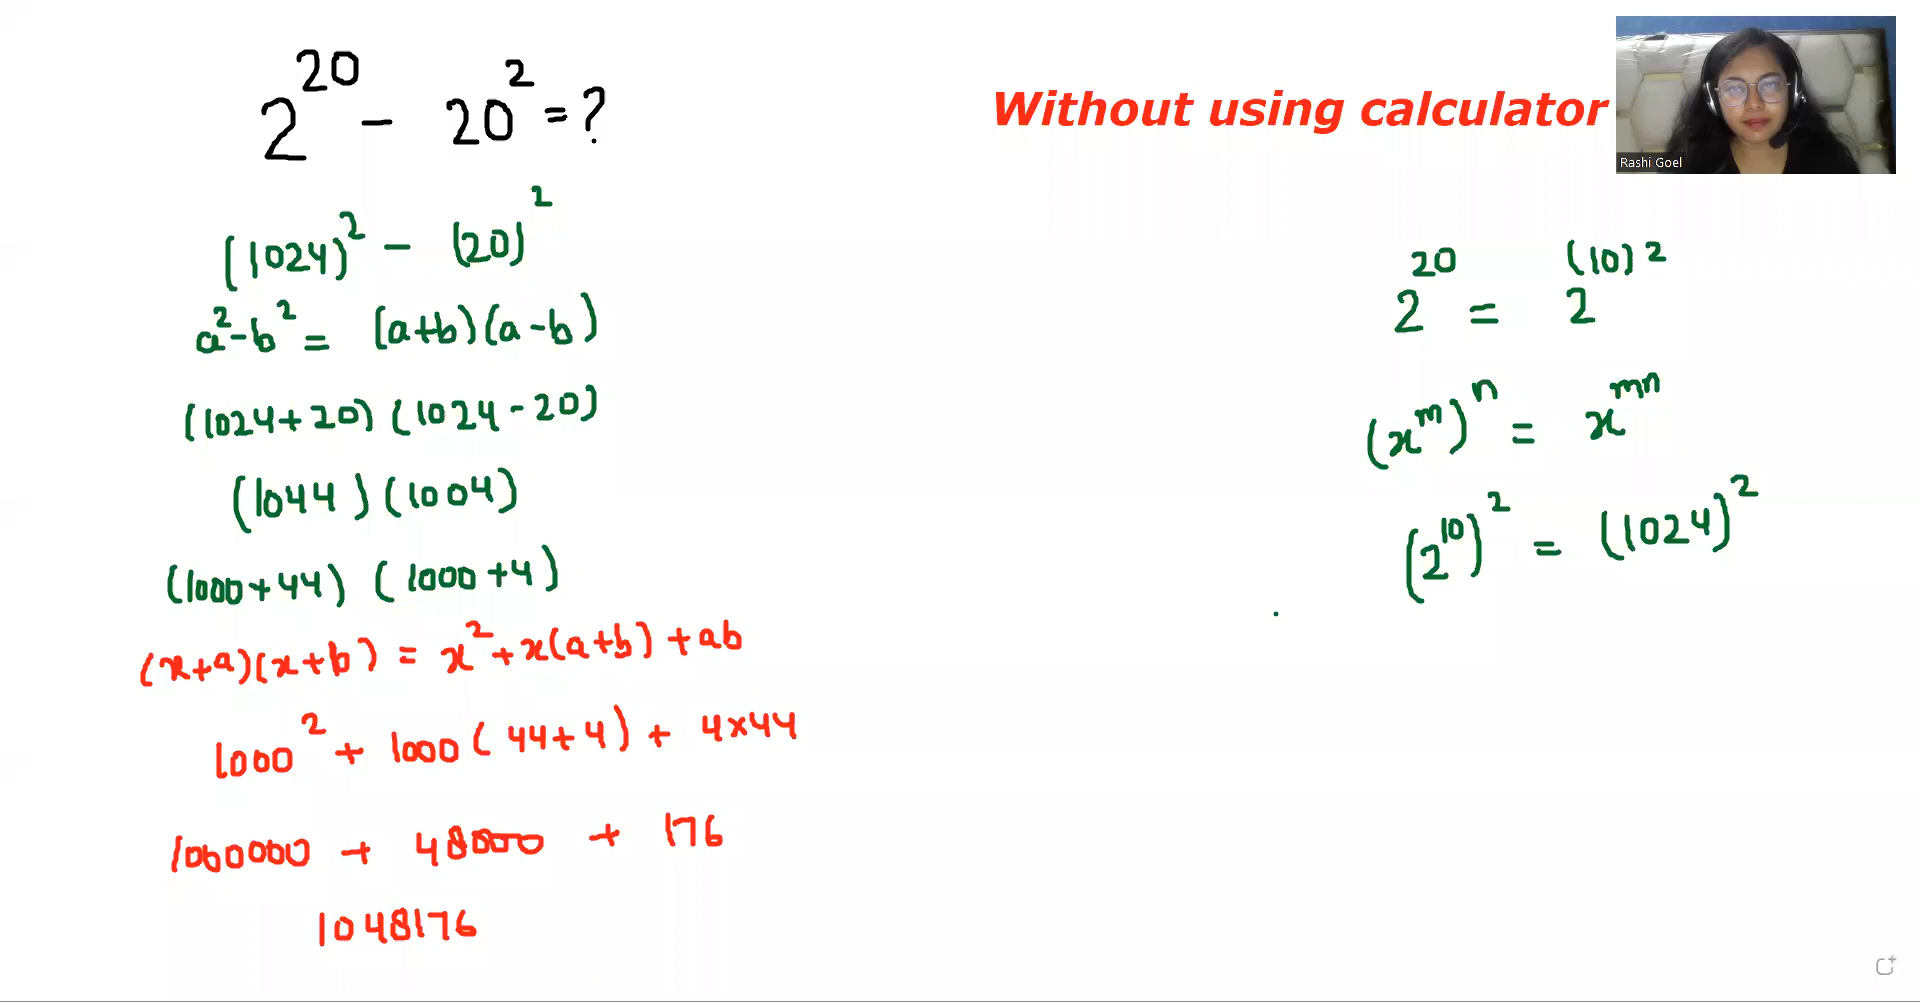 2^20 - 20^2 = ?
Without using calculator
Rashi Goel
(1024)^2 - (20)^2
a^2 - b^2 = (a+b)(a-b)
(1024+20)(1024-20)
(1044)(1004)
(1000+44)(1000+4)
(x+a)(x+b) = x^2 + x(a+b) + ab
1000^2 + 1000(44+4) + 4×44
1000000 + 48000 + 176
1048176
2^20 = 2^(10)2
(x^m)^n = x^mn
(2^10)^2 = (1024)^2